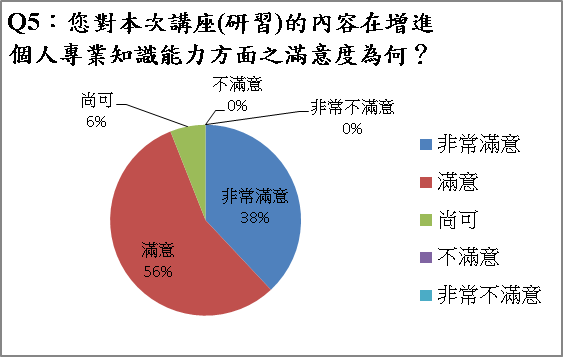 Q5：您對本次講座(研習)的內容在增進
個人專業知識能力方面之滿意度為何？
不滿意
0%
尚可
6%
非常不滿意
0%
非常滿意
38%
滿意
56%
非常滿意
滿意
尚可
不滿意
非常不滿意